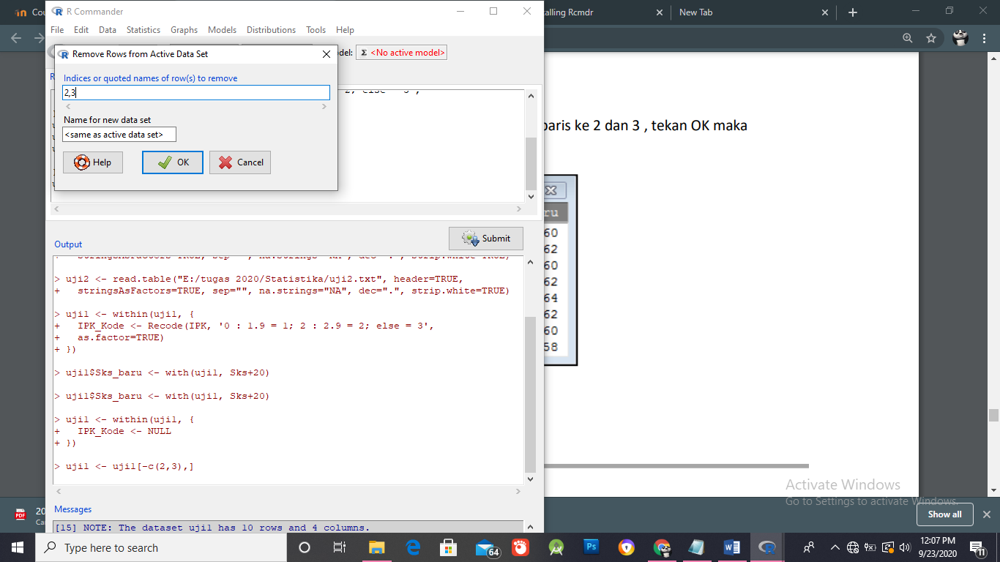 Cou
alling Rcmdr
New Tab
R Commander
File Edit Data Statistics Graphs Models Distributions Tools Help
del: Σ <No active model>
Remove Rows from Active Data Set
Indices or quoted names of row(s) to remove
2,3
Name for new data set
<same as active data set>
Help OK Cancel
baris ke 2 dan 3 , tekan OK maka
ru
60
62
60
62
64
62
60
58
Submit
Output
> uji2 <- read.table("E:/tugas 2020/Statistika/uji2.txt", header=TRUE,
+   stringsAsFactors=TRUE, sep="", na.strings="NA", dec=".", strip.white=TRUE)
> uji1 <- within(uji1, {
+   IPK_Kode <- Recode(IPK, '0 : 1.9 = 1; 2 : 2.9 = 2; else = 3',
+   as.factor=TRUE)
+ })
> uji1$Sks_baru <- with(uji1, Sks+20)
> uji1$Sks_baru <- with(uji1, Sks+20)
> uji1 <- within(uji1, {
+   IPK_Kode <- NULL
+ })
> uji1 <- uji1[-c(2,3),]
Messages
[15] NOTE: The dataset uji1 has 10 rows and 4 columns.
Activate Windows
Go to Settings to activate Windows.
PDF
20
Ca
Show all
Type here to search
64
Ps
12:07 PM
9/23/2020
11